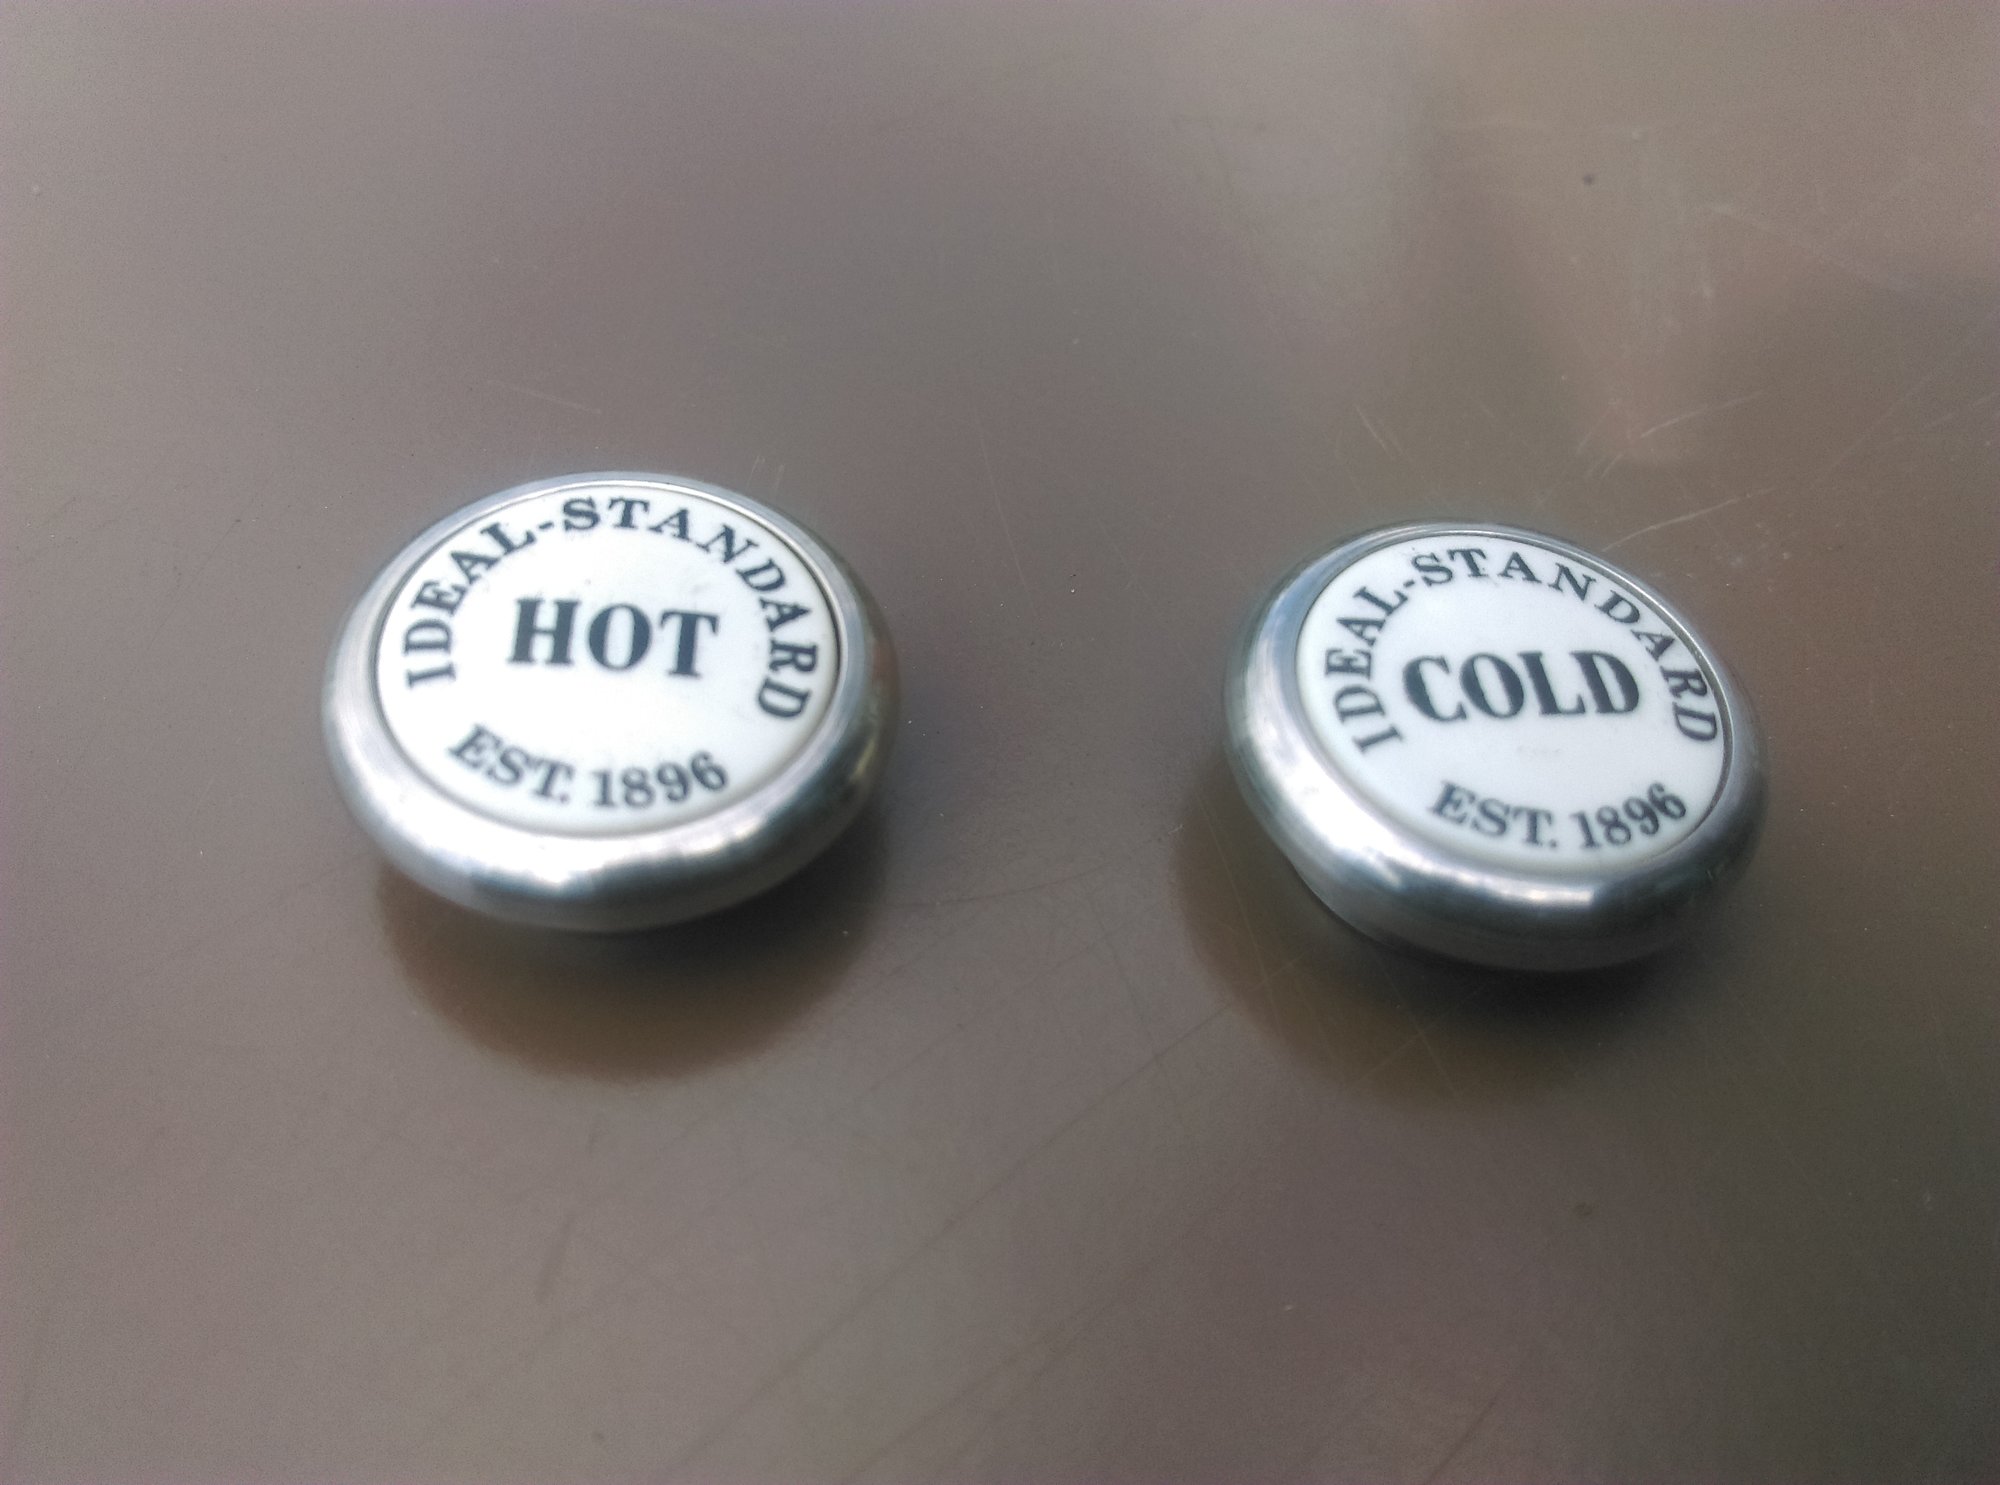 IDEAL-STANDARD
HOT
EST. 1896
IDEAL-STANDARD
COLD
EST. 1896